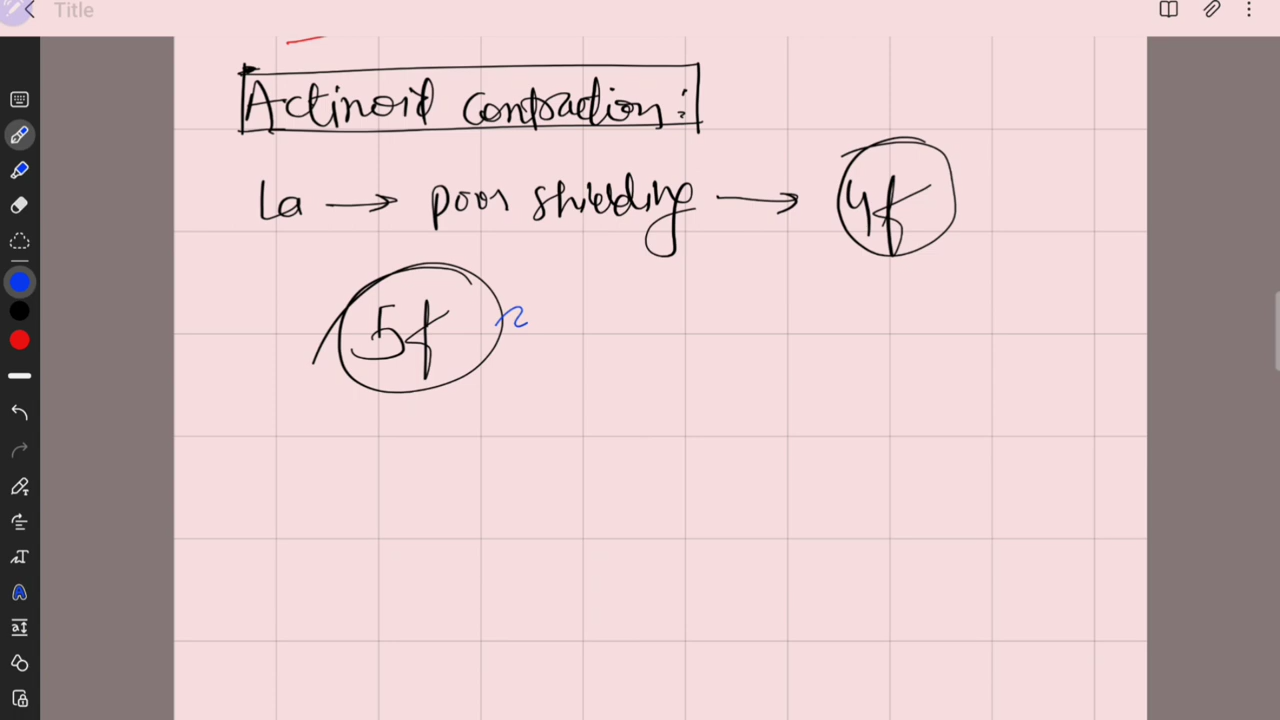 Title
Actinoid contraction :
La → poor shielding → 4f
5f